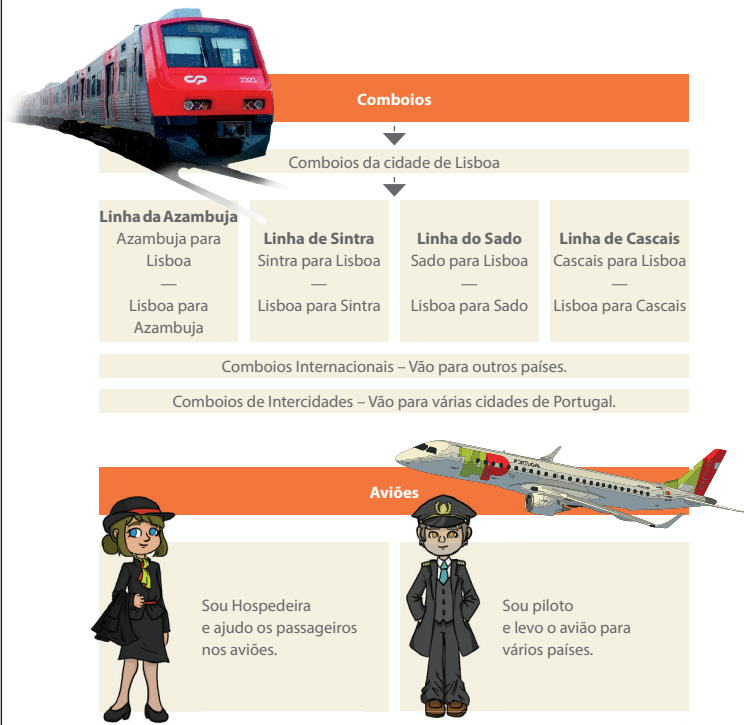 CP 2323
Comboios
Comboios da cidade de Lisboa
Linha da Azambuja
Azambuja para
Lisboa
—
Lisboa para
Azambuja
Linha de Sintra
Sintra para Lisboa
—
Lisboa para Sintra
Linha do Sado
Sado para Lisboa
—
Lisboa para Sado
Linha de Cascais
Cascais para Lisboa
—
Lisboa para Cascais
Comboios Internacionais – Vão para outros países.
Comboios de Intercidades – Vão para várias cidades de Portugal.
PORTUGAL
Aviões
Sou Hospedeira
e ajudo os passageiros
nos aviões.
Sou piloto
e levo o avião para
vários países.